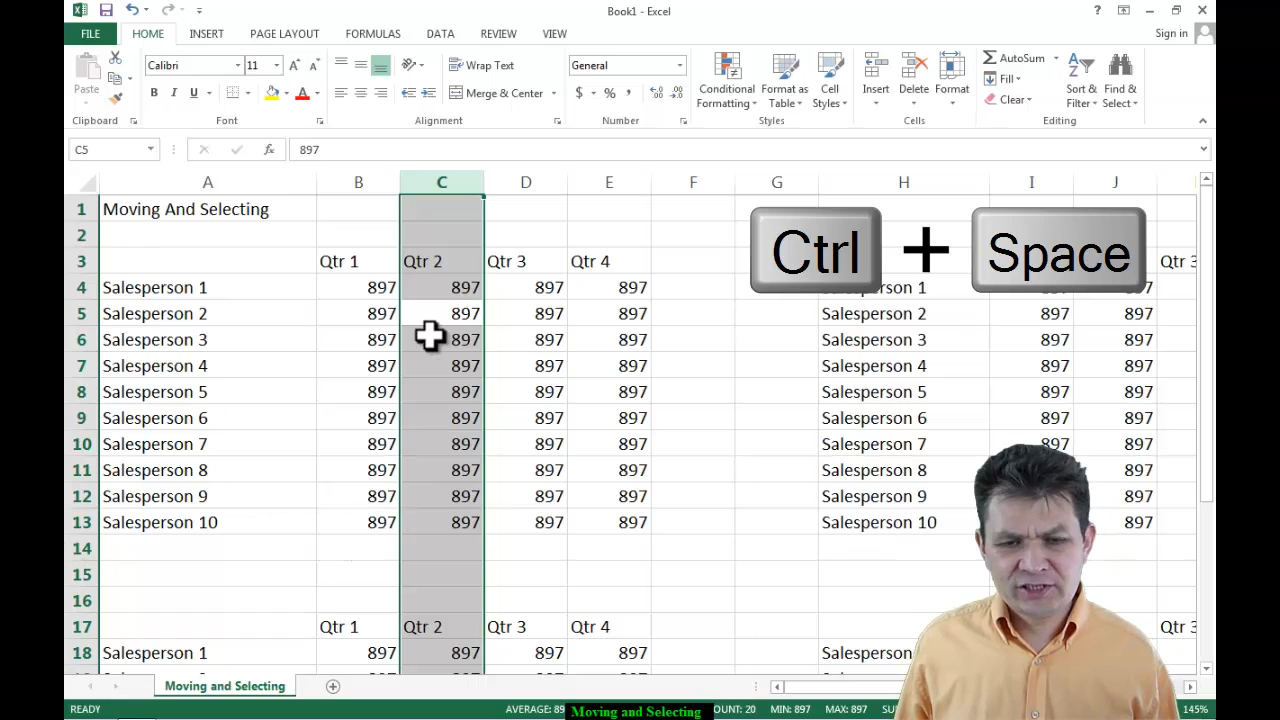 Book1 - Excel
FILE HOME INSERT PAGE LAYOUT FORMULAS DATA REVIEW VIEW Sign in
Paste
Calibri 11
B I U
Wrap Text
Merge & Center
General
$ % ,
Conditional Formatting
Format as Table
Cell Styles
Insert
Delete
Format
AutoSum
Fill
Clear
Sort & Filter
Find & Select
Clipboard Font Alignment Number Styles Cells Editing
C5 fx 897
A B C D E F G H I J
1 Moving And Selecting
2
3 Qtr 1 Qtr 2 Qtr 3 Qtr 4
Ctrl + Space
4 Salesperson 1 897 897 897 897
5 Salesperson 2 897 897 897 897 Salesperson 2 897 897
6 Salesperson 3 897 897 897 897 Salesperson 3 897 897
7 Salesperson 4 897 897 897 897 Salesperson 4 897 897
8 Salesperson 5 897 897 897 897 Salesperson 5 897 897
9 Salesperson 6 897 897 897 897 Salesperson 6 897 897
10 Salesperson 7 897 897 897 897 Salesperson 7 897 897
11 Salesperson 8 897 897 897 897 Salesperson 8 897
12 Salesperson 9 897 897 897 897 Salesperson 9 897
13 Salesperson 10 897 897 897 897 Salesperson 10 897
14
15
16
17 Qtr 1 Qtr 2 Qtr 3 Qtr 4
18 Salesperson 1 897 897 897 897
Moving and Selecting
READY AVERAGE: 89 Moving and Selecting COUNT: 20 MIN: 897 MAX: 897 145%